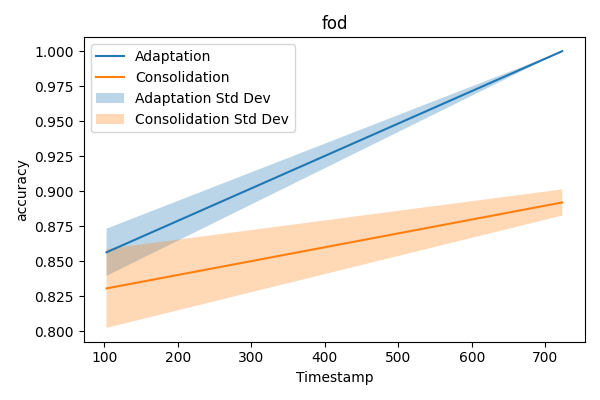 fod
Adaptation
Consolidation
Adaptation Std Dev
Consolidation Std Dev
accuracy
1.000
0.975
0.950
0.925
0.900
0.875
0.850
0.825
0.800
100 200 300 400 500 600 700
Timestamp